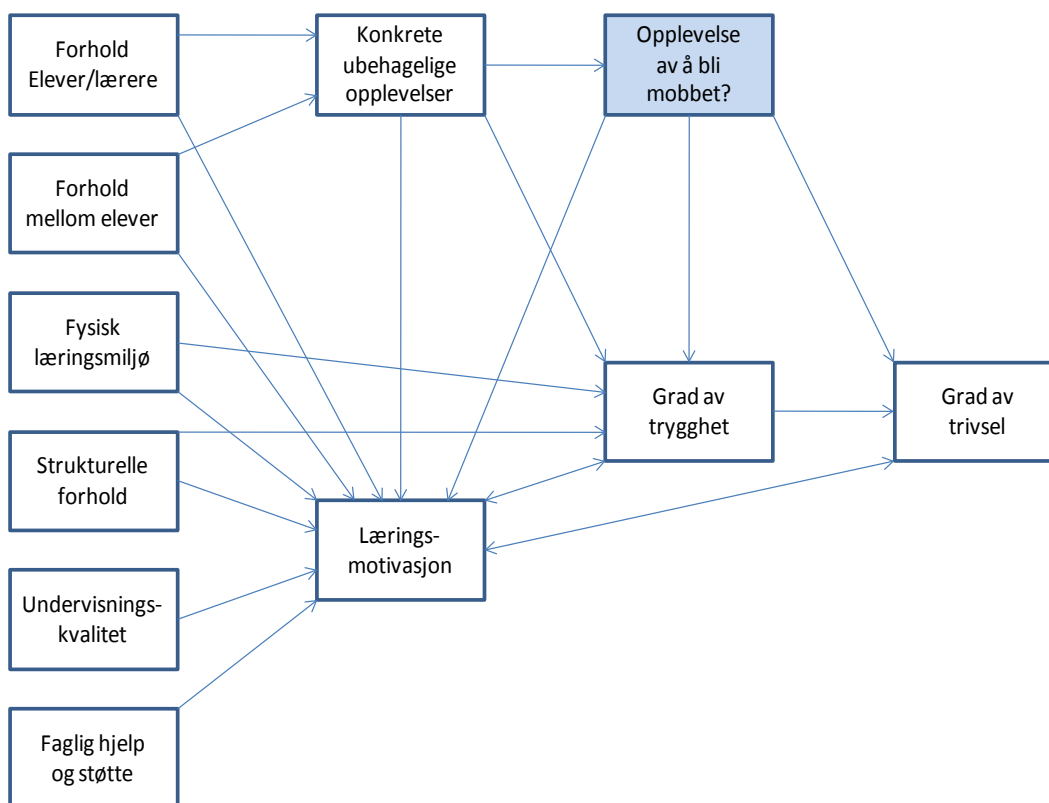 Forhold
Elever/lærere
Konkrete
ubehagelige
opplevelser
Opplevelse
av å bli
mobbet?
Forhold
mellom elever
Fysisk
læringsmiljø
Grad av
trygghet
Grad av
trivsel
Strukturelle
forhold
Lærings-
motivasjon
Undervisnings-
kvalitet
Faglig hjelp
og støtte